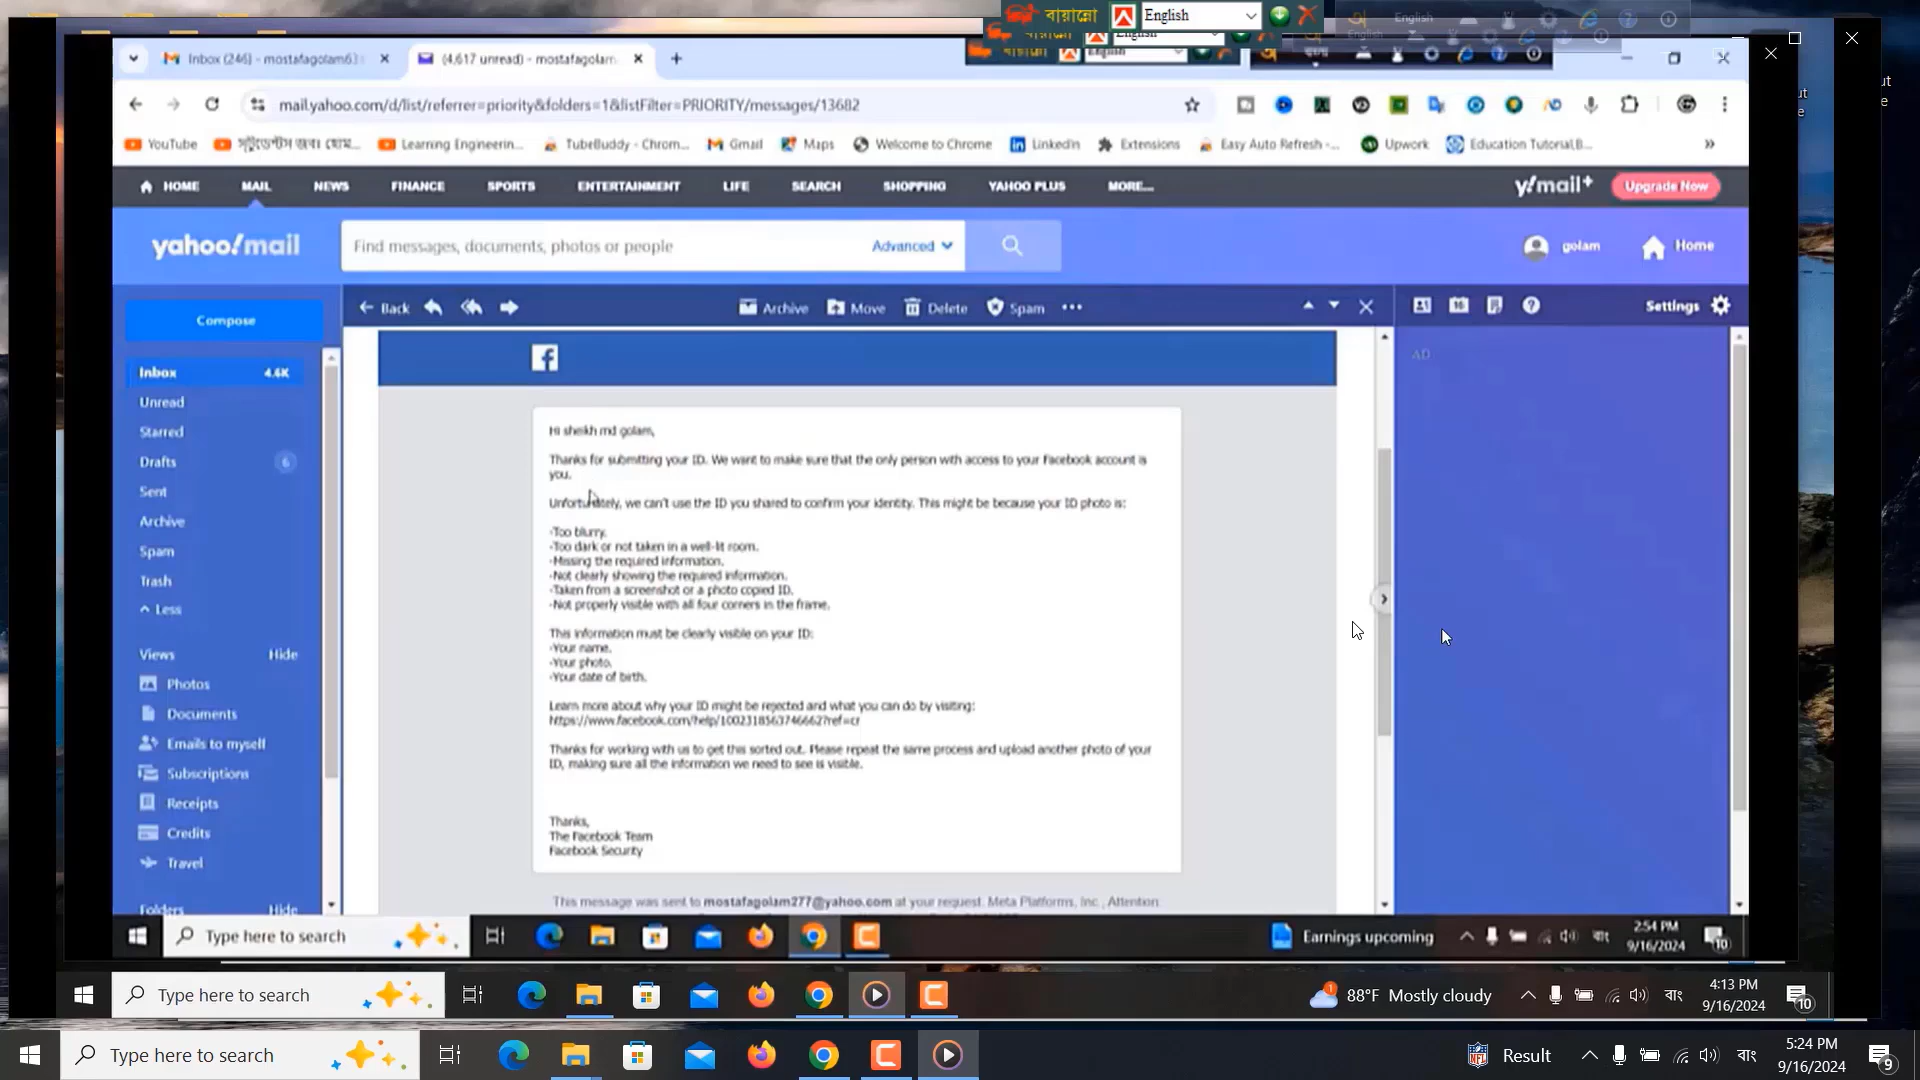 বায়ান্নো English
English
Inbox (246) - mostafagolam63
(4,617 unread) - mostafagolam
mail.yahoo.com/d/list/referrer=priority&folders=1&listFilter=PRIORITY/messages/13682
YouTube
Learning Engineerin...
TubeBuddy - Chrom...
Gmail
Maps
Welcome to Chrome
LinkedIn
Extensions
Easy Auto Refresh -...
Upwork
Education Tutorial,B...
HOME MAIL NEWS FINANCE SPORTS ENTERTAINMENT LIFE SEARCH SHOPPING YAHOO PLUS MORE...
y!mail+ Upgrade Now
yahoo!mail
Find messages, documents, photos or people Advanced
golam Home
Compose
Back Archive Move Delete Spam
Settings
AD
Inbox 4.6K
Unread
Starred
Drafts 6
Sent
Archive
Spam
Trash
Less
Views Hide
Photos
Documents
Emails to myself
Subscriptions
Receipts
Credits
Travel
Folders Hide
Hi sheikh md golam,
Thanks for submitting your ID. We want to make sure that the only person with access to your Facebook account is
you.
Unfortunately, we can't use the ID you shared to confirm your identity. This might be because your ID photo is:
-Too blurry.
-Too dark or not taken in a well-lit room.
-Missing the required information.
-Not clearly showing the required information.
-Taken from a screenshot or a photo copied ID.
-Not properly visible with all four corners in the frame.
This information must be clearly visible on your ID:
-Your name.
-Your photo.
-Your date of birth.
Learn more about why your ID might be rejected and what you can do by visiting:
https://www.facebook.com/help/1002318563746662?ref=cr
Thanks for working with us to get this sorted out. Please repeat the same process and upload another photo of your
ID, making sure all the information we need to see is visible.
Thanks,
The Facebook Team
Facebook Security
This message was sent to mostafagolam277@yahoo.com at your request. Meta Platforms, Inc., Attention:
Type here to search
Earnings upcoming
বাং
2:54 PM
9/16/2024
10
Type here to search
88°F Mostly cloudy
বাং
4:13 PM
9/16/2024
10
Type here to search
Result
বাং
5:24 PM
9/16/2024
9